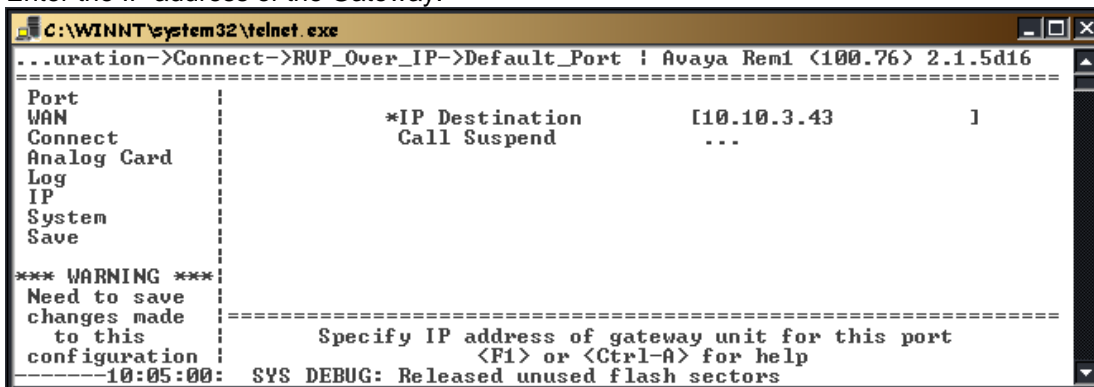 Enter the IP address of the Gateway.
C:\WINNT\system32\telnet.exe
...uration->Connect->RVP_Over_IP->Default_Port ¦ Avaya Rem1 (100.76) 2.1.5d16
==============================================================================
Port ¦
WAN ¦ *IP Destination [10.10.3.43 ]
Connect ¦ Call Suspend ...
Analog Card ¦
Log ¦
IP ¦
System ¦
Save ¦
*** WARNING ***¦
Need to save ¦
changes made ¦==============================================================
to this ¦ Specify IP address of gateway unit for this port
configuration ¦ <F1> or <Ctrl-A> for help
-------10:05:00: SYS DEBUG: Released unused flash sectors